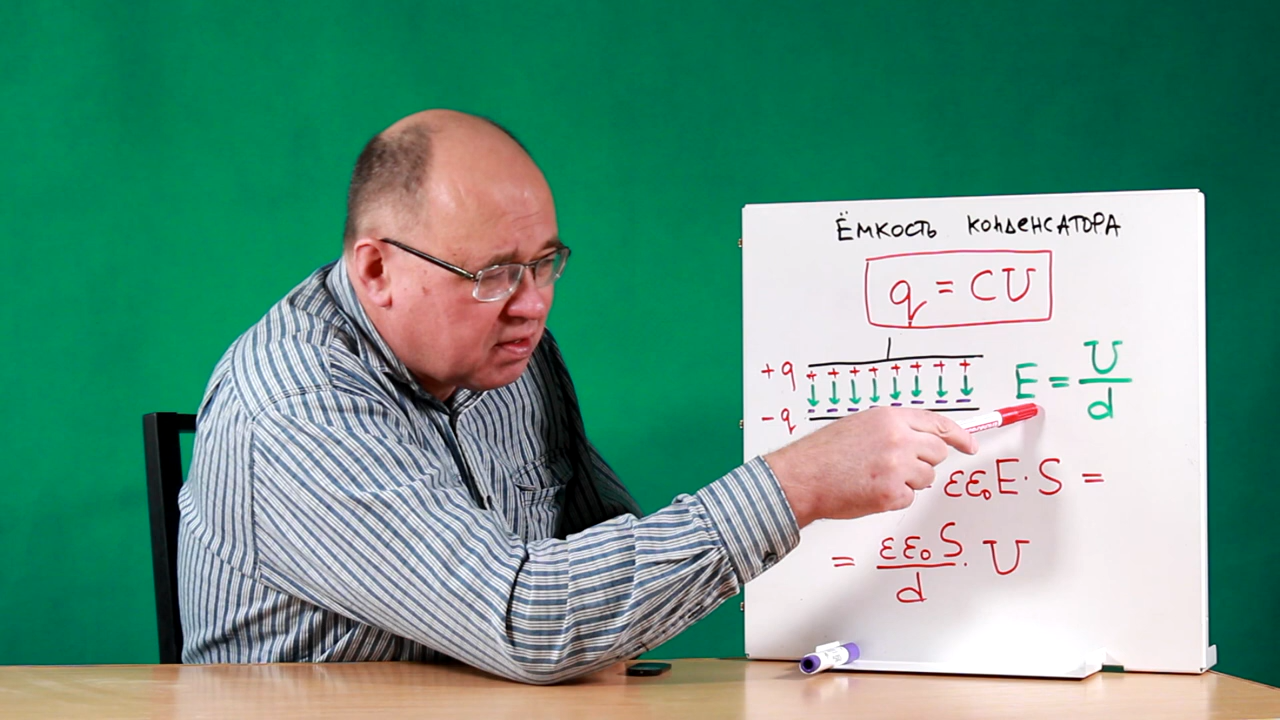 Ёмкость конденсатора
q = CU
+q + + + + + + + +
-q - - - - - - - -
E = U/d
εε₀E·S =
= εε₀S/d · U